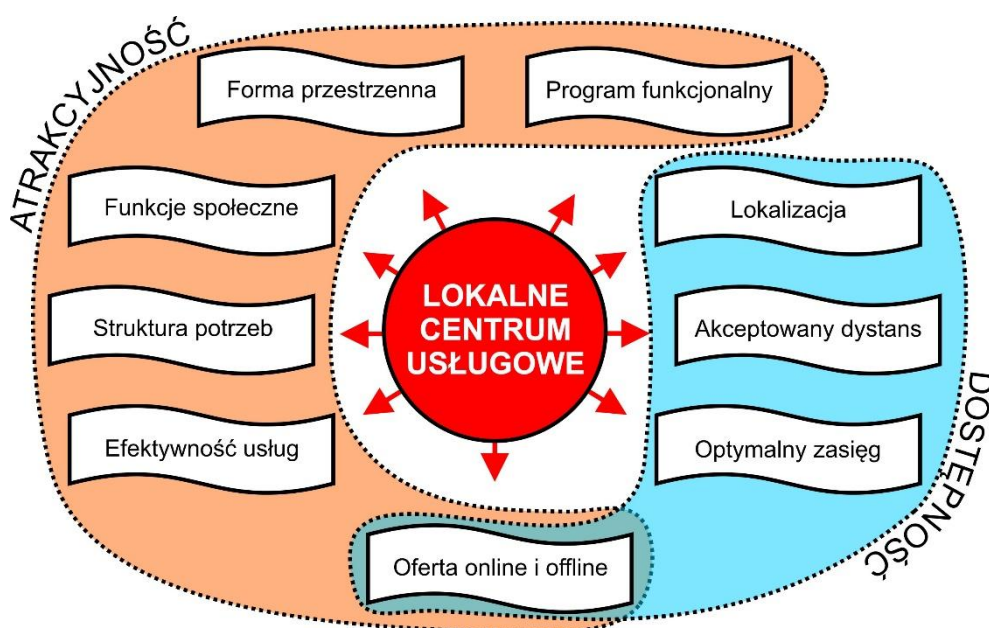 ATRAKCYJNOŚĆ
Forma przestrzenna
Program funkcjonalny
Funkcje społeczne
Lokalizacja
LOKALNE
CENTRUM
USŁUGOWE
Struktura potrzeb
Akceptowany dystans
Efektywność usług
Optymalny zasięg
DOSTĘPNOŚĆ
Oferta online i offline